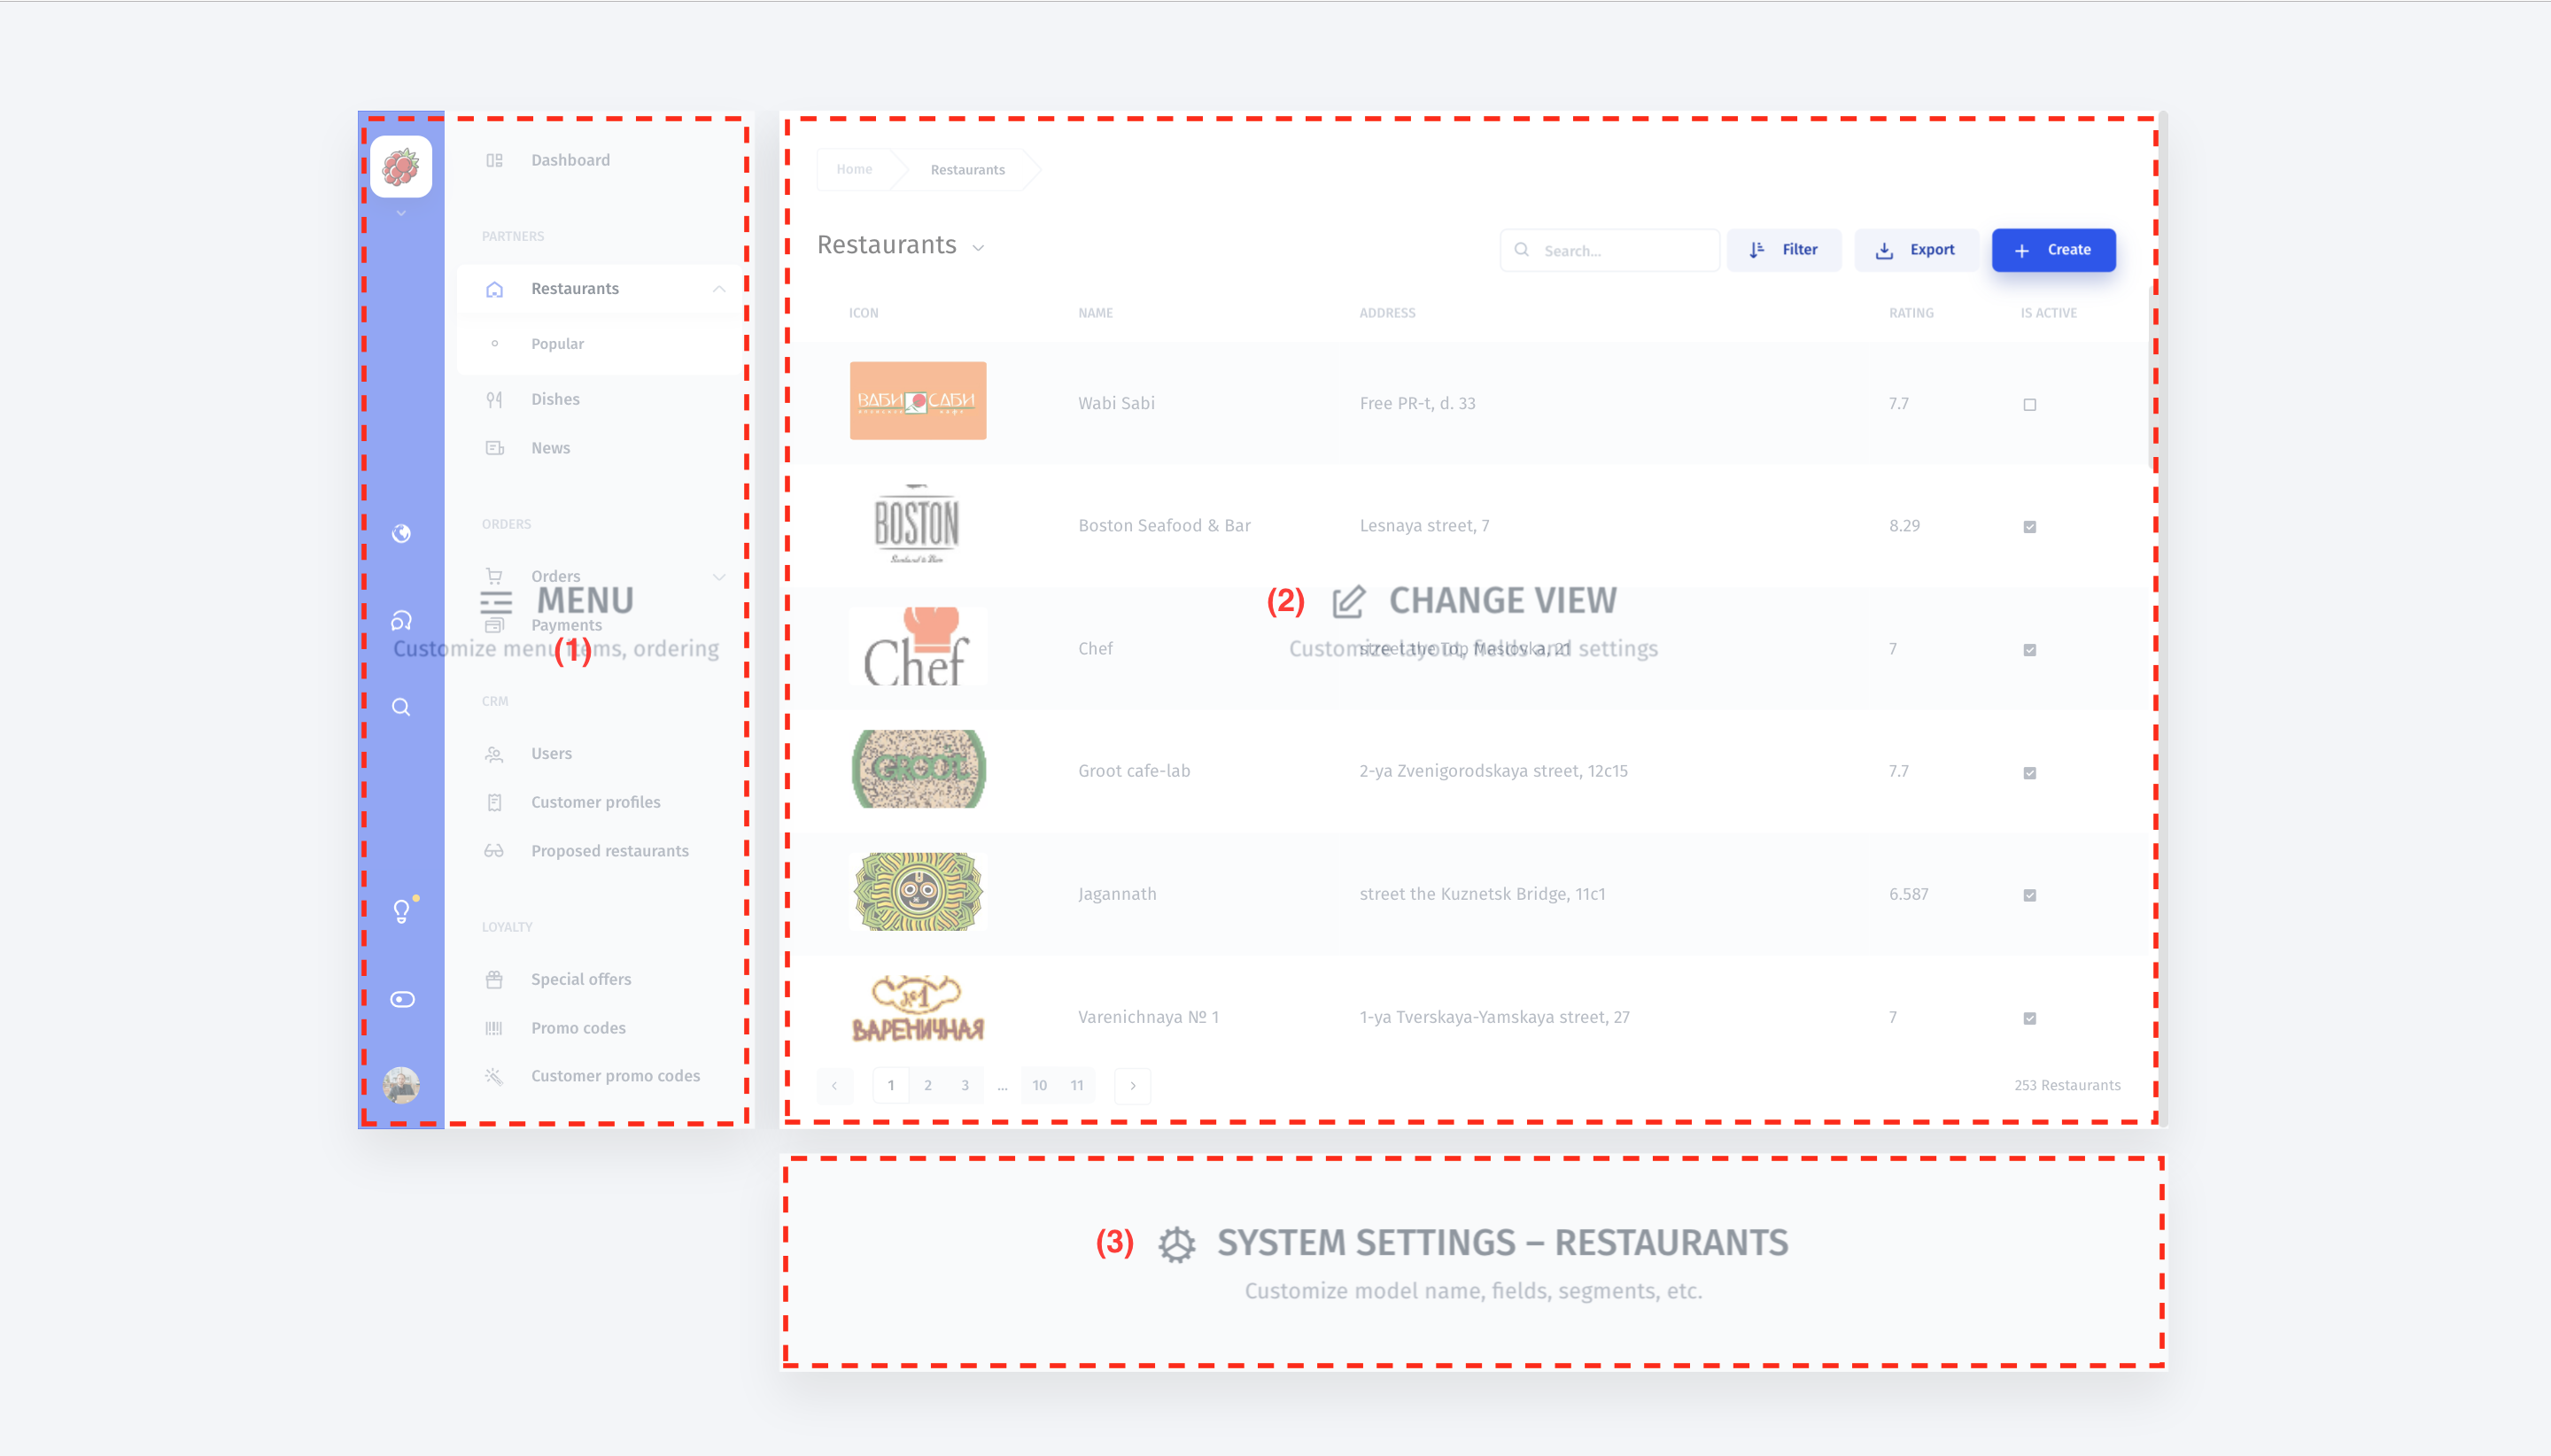 Dashboard
PARTNERS
Restaurants
Popular
Dishes
News
ORDERS
Orders
MENU
Payments
Customize menu items, ordering
(1)
CRM
Users
Customer profiles
Proposed restaurants
LOYALTY
Special offers
Promo codes
Customer promo codes
Home Restaurants
Restaurants Search... Filter Export + Create
ICON NAME ADDRESS RATING IS ACTIVE
ВАБИ САБИ Wabi Sabi Free PR-t, d. 33 7.7
BOSTON
Seafood & Bar
Boston Seafood & Bar Lesnaya street, 7 8.29
(2) CHANGE VIEW
Customize layout, fields and settings
Chef Chef street the Top Maslovka, 21 7
GROOT Groot cafe-lab 2-ya Zvenigorodskaya street, 12c15 7.7
Jagannath street the Kuznetsk Bridge, 11c1 6.587
№1
ВАРЕНИЧНАЯ Varenichnaya № 1 1-ya Tverskaya-Yamskaya street, 27 7
1 2 3 ... 10 11 253 Restaurants
(3) SYSTEM SETTINGS – RESTAURANTS
Customize model name, fields, segments, etc.